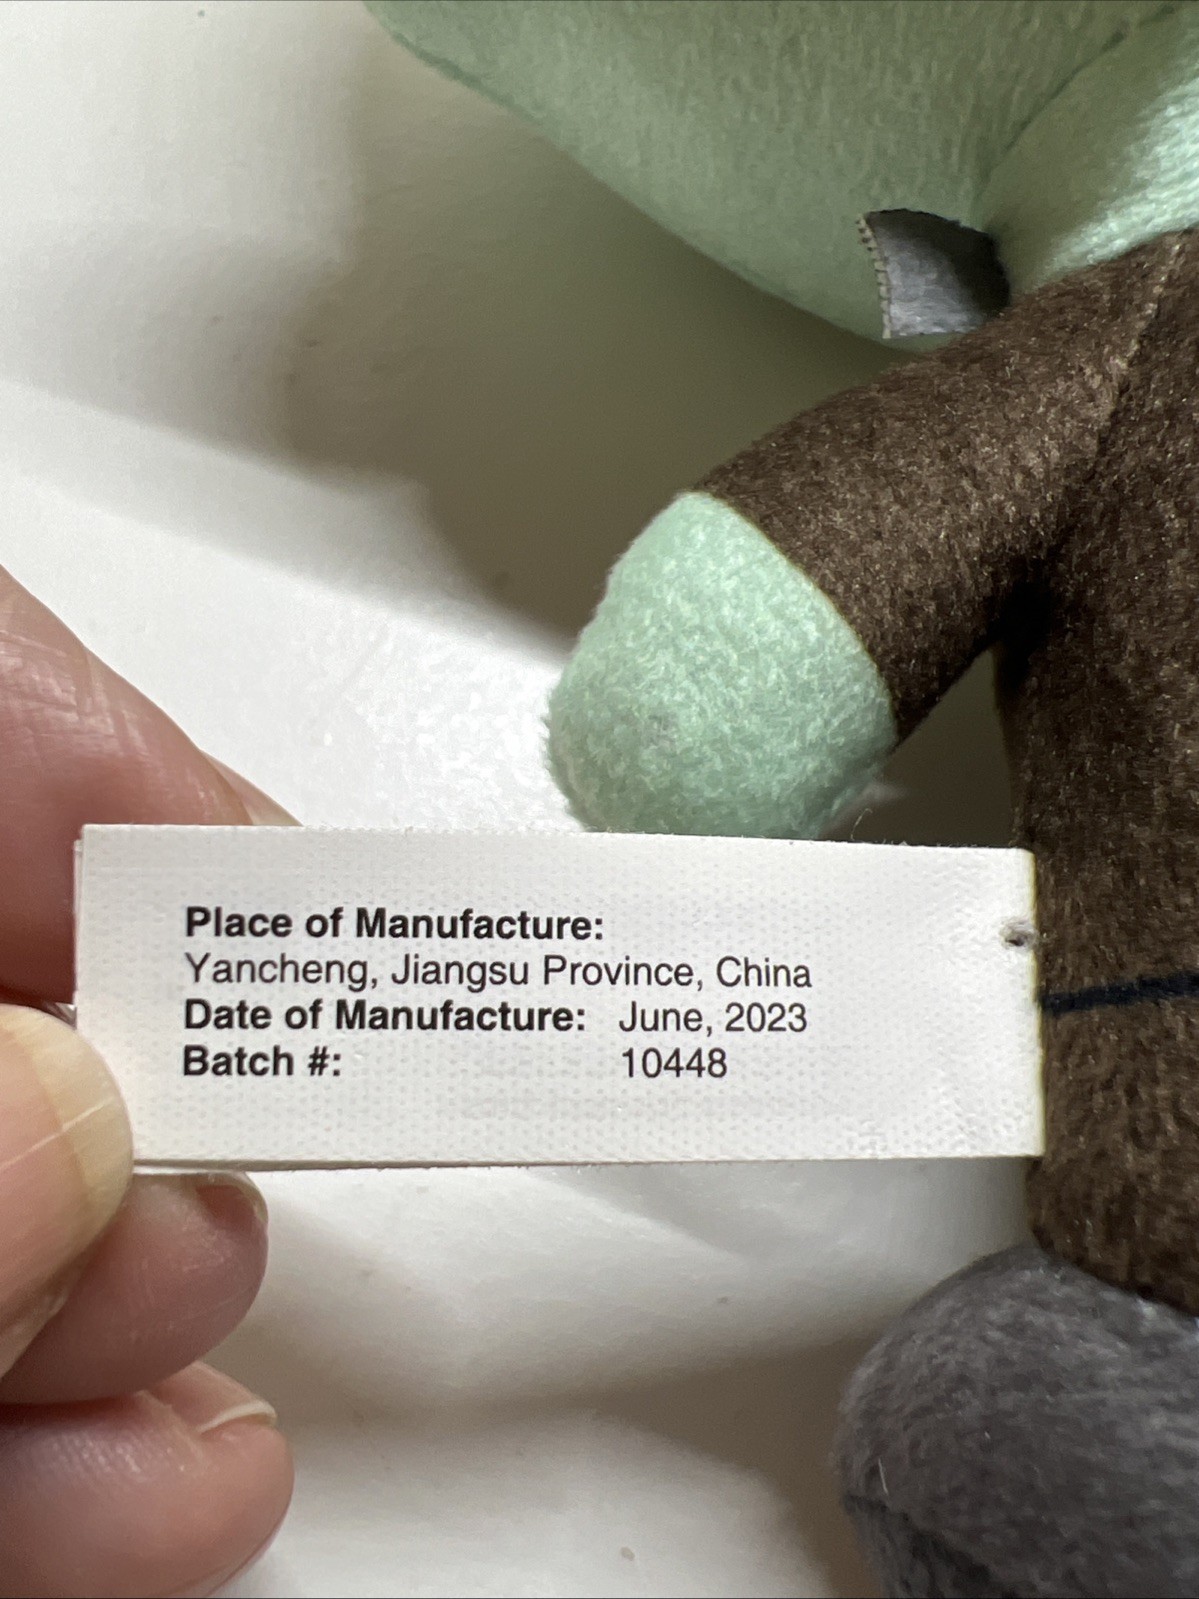 Place of Manufacture:
Yancheng, Jiangsu Province, China
Date of Manufacture: June, 2023
Batch #: 10448